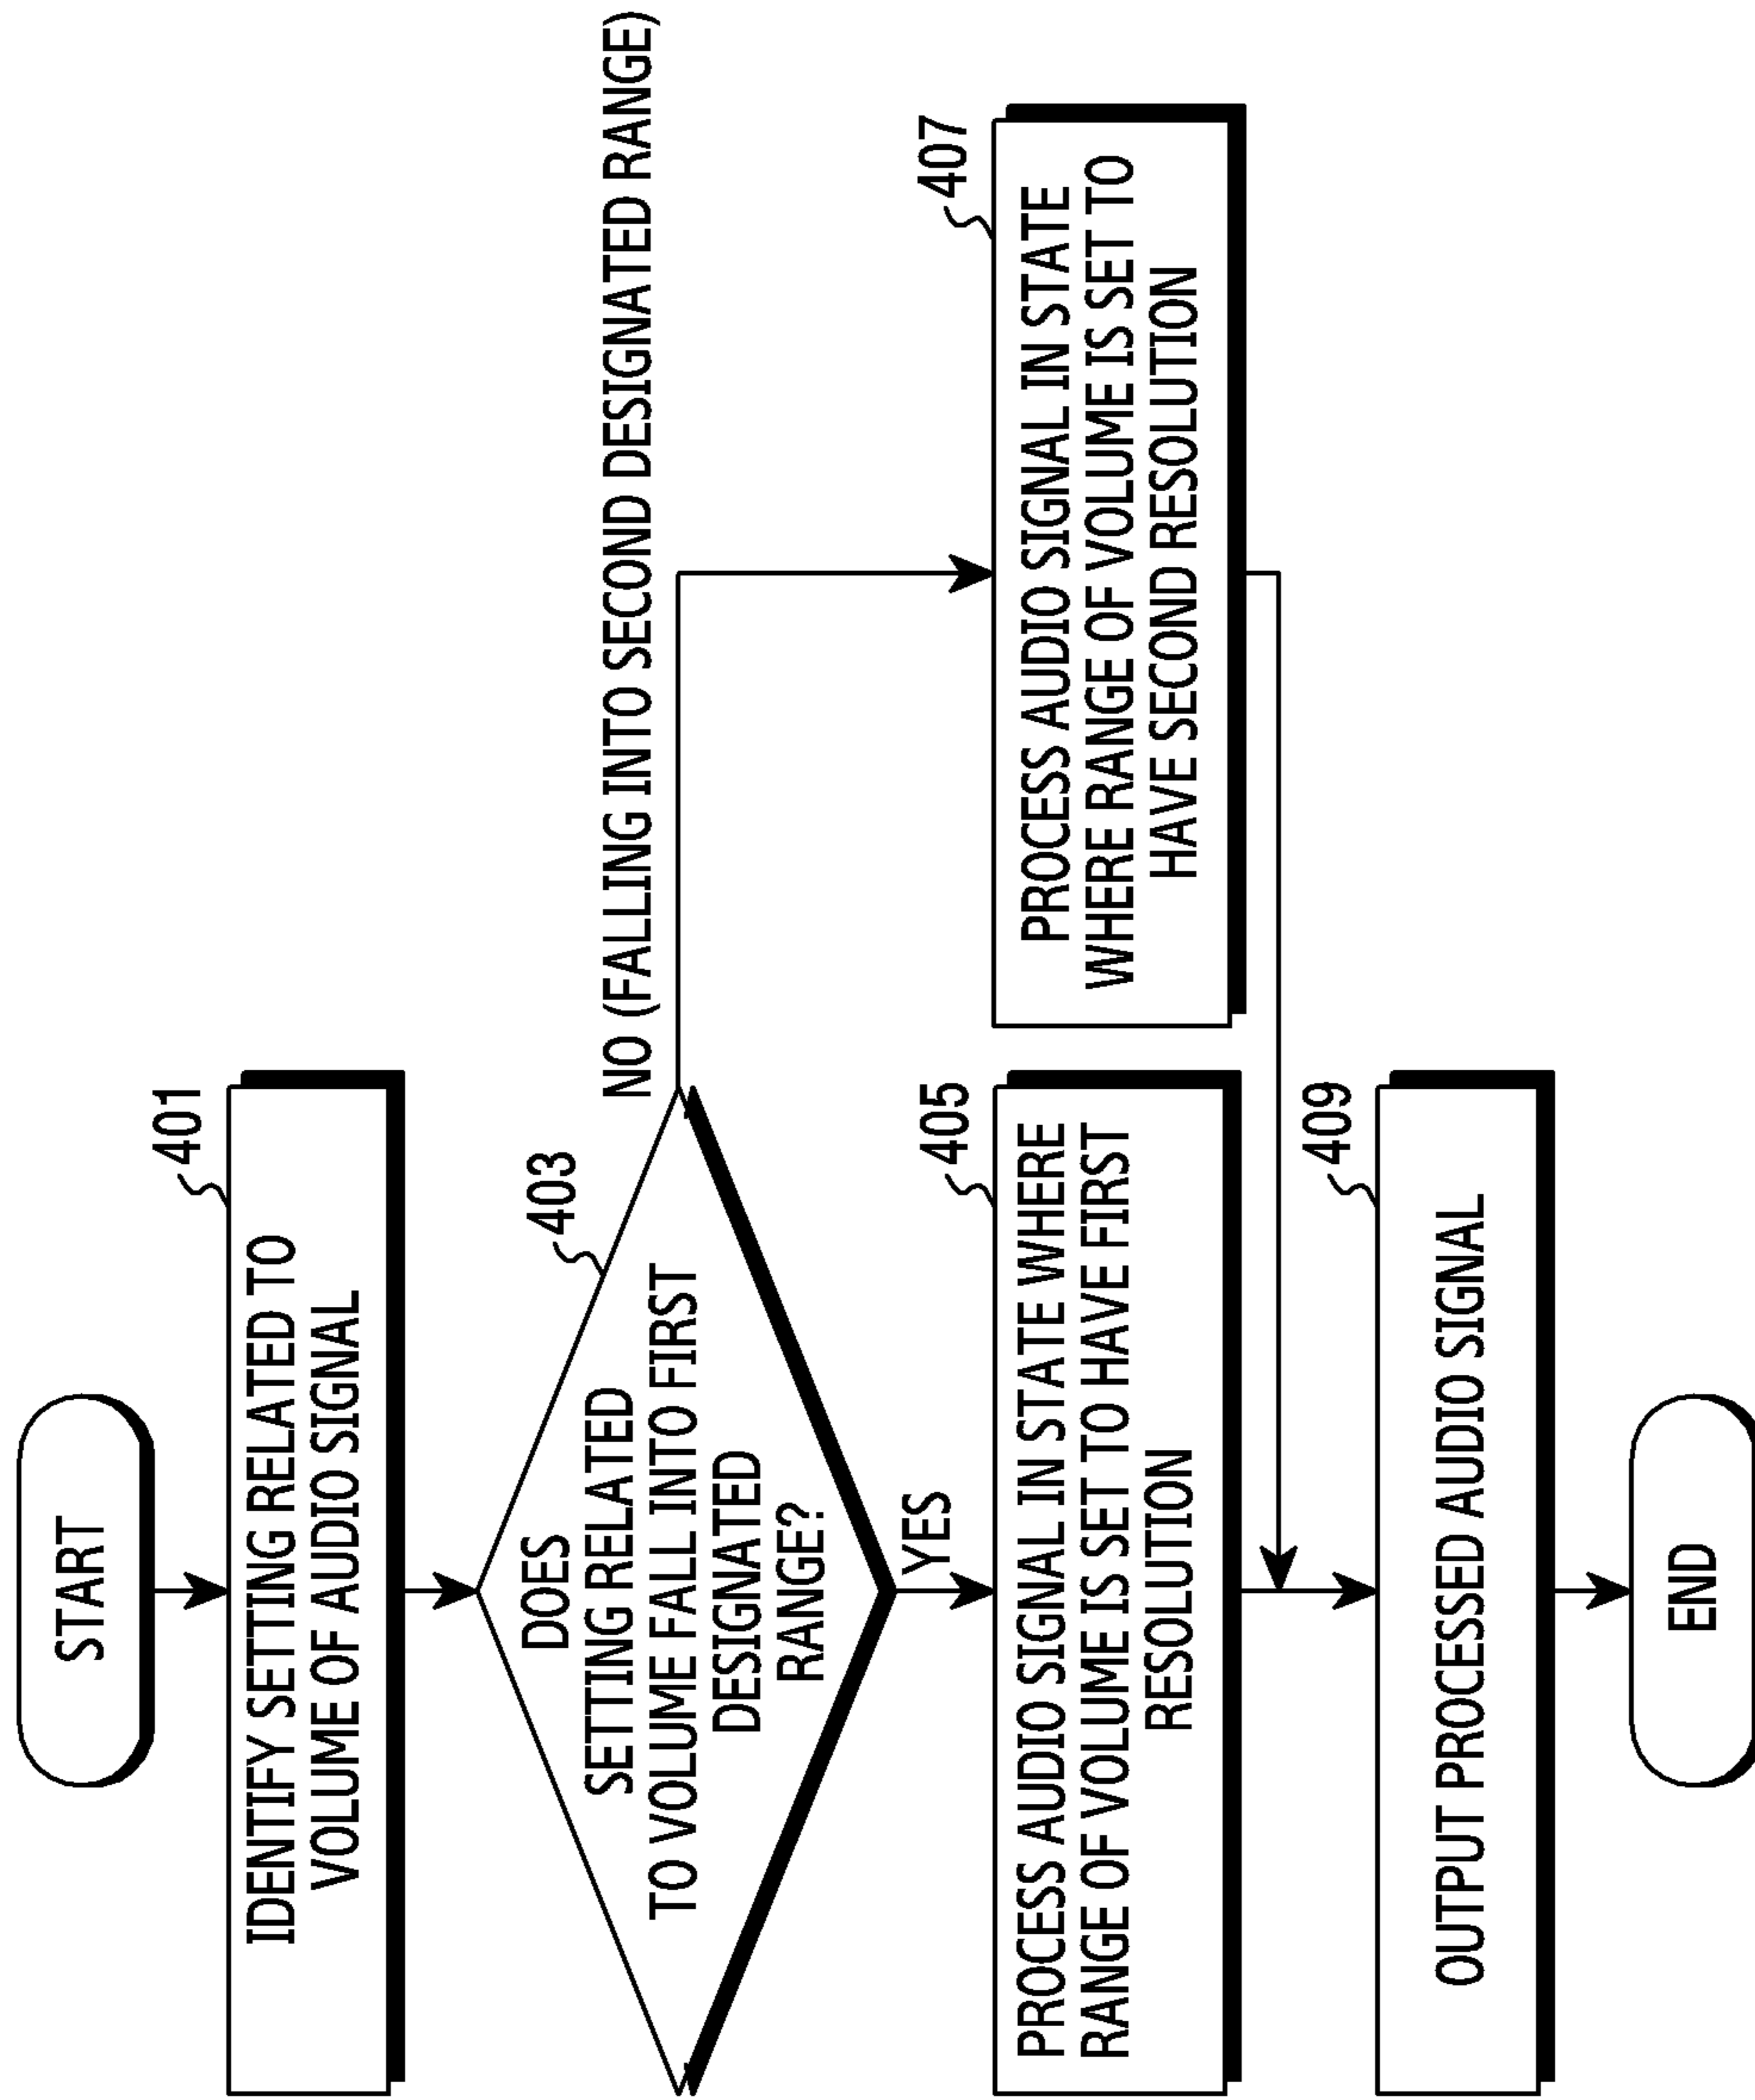 START
401
IDENTIFY SETTING RELATED TO
VOLUME OF AUDIO SIGNAL
403
DOES
SETTING RELATED
TO VOLUME FALL INTO FIRST
DESIGNATED
RANGE?
NO (FALLING INTO SECOND DESIGNATED RANGE)
YES
405
PROCESS AUDIO SIGNAL IN STATE WHERE
RANGE OF VOLUME IS SET TO HAVE FIRST
RESOLUTION
407
PROCESS AUDIO SIGNAL IN STATE
WHERE RANGE OF VOLUME IS SET TO
HAVE SECOND RESOLUTION
409
OUTPUT PROCESSED AUDIO SIGNAL
END